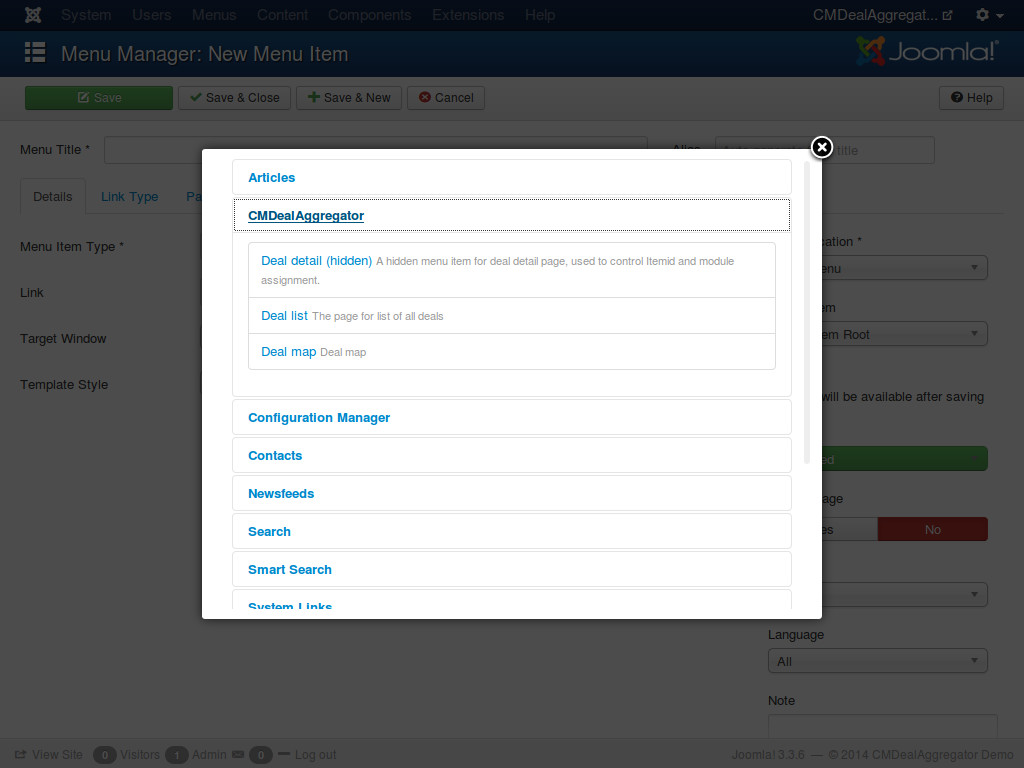 System Users Menus Content Components Extensions Help CMDealAggregat...
Menu Manager: New Menu Item Joomla!
Save Save & Close Save & New Cancel Help
Menu Title * title
Details Link Type Pa
Articles
CMDealAggregator
Deal detail (hidden) A hidden menu item for deal detail page, used to control Itemid and module
assignment.
Deal list The page for list of all deals
Deal map Deal map
Configuration Manager
Contacts
Newsfeeds
Search
Smart Search
System Links
Menu Item Type *
Link
Target Window
Template Style
ation *
enu
em
em Root
will be available after saving
ed
age
es No
Language
All
Note
View Site 0 Visitors 1 Admin 0 Log out Joomla! 3.3.6 — © 2014 CMDealAggregator Demo